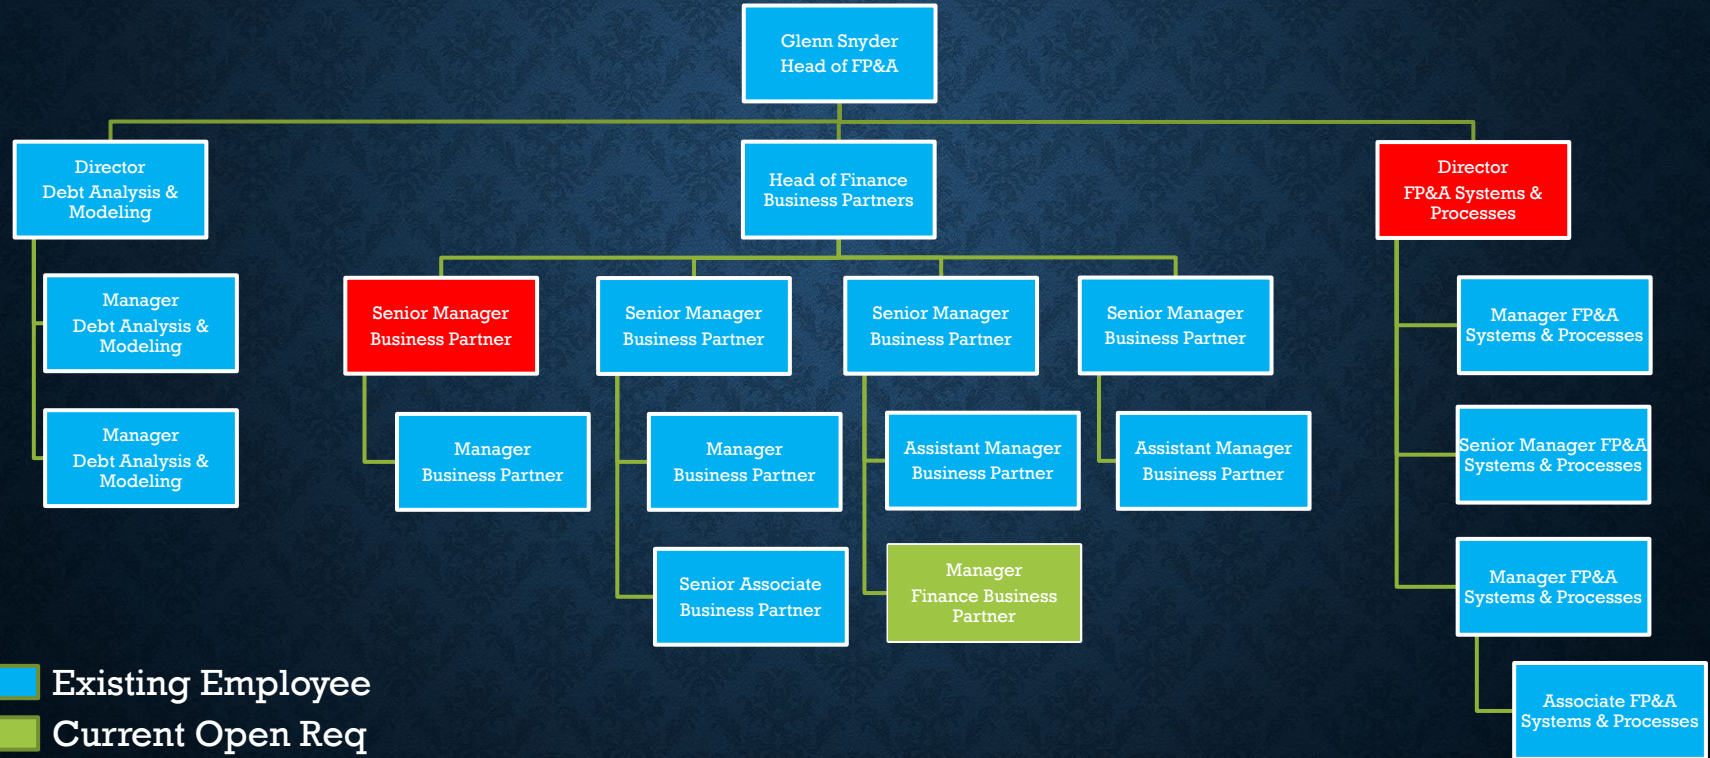 Glenn Snyder
Head of FP&A
Director
Debt Analysis &
Modeling
Head of Finance
Business Partners
Director
FP&A Systems &
Processes
Manager
Debt Analysis &
Modeling
Manager
Debt Analysis &
Modeling
Senior Manager
Business Partner
Senior Manager
Business Partner
Senior Manager
Business Partner
Senior Manager
Business Partner
Manager
Business Partner
Manager
Business Partner
Senior Associate
Business Partner
Assistant Manager
Business Partner
Manager
Finance Business
Partner
Assistant Manager
Business Partner
Manager FP&A
Systems & Processes
Senior Manager FP&A
Systems & Processes
Manager FP&A
Systems & Processes
Associate FP&A
Systems & Processes
Existing Employee
Current Open Req